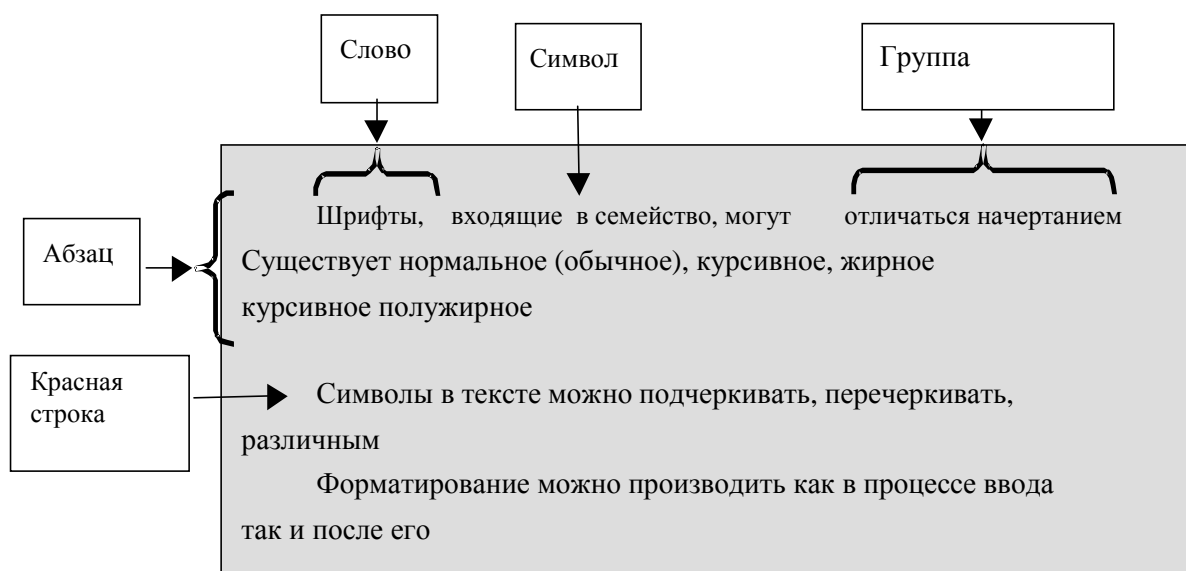 Слово
Символ
Группа
Шрифты, входящие в семейство, могут отличаться начертанием
Абзац
Существует нормальное (обычное), курсивное, жирное
курсивное полужирное
Красная
строка
Символы в тексте можно подчеркивать, перечеркивать,
различным
Форматирование можно производить как в процессе ввода
так и после его